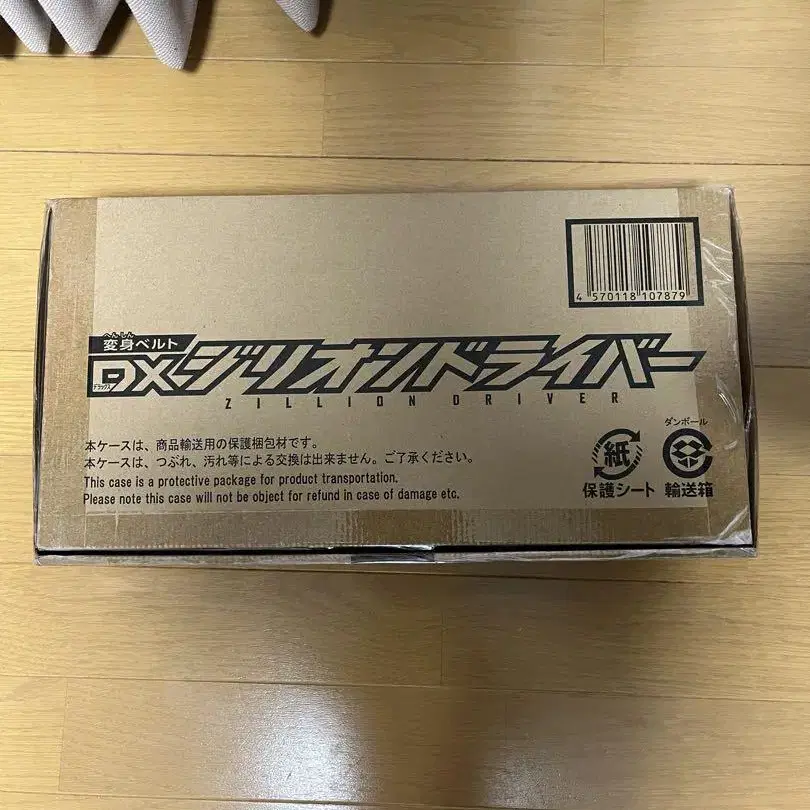 4 570118 107879
へんしん
変身ベルト
DXジリオンドライバー
デラックス
ZILLION DRIVER
本ケースは、商品輸送用の保護梱包材です。
本ケースは、つぶれ、汚れ等による交換は出来ません。ご了承ください。
This case is a protective package for product transportation.
Please note this case will not be object for refund in case of damage etc.
紙
保護シート
ダンボール
輸送箱